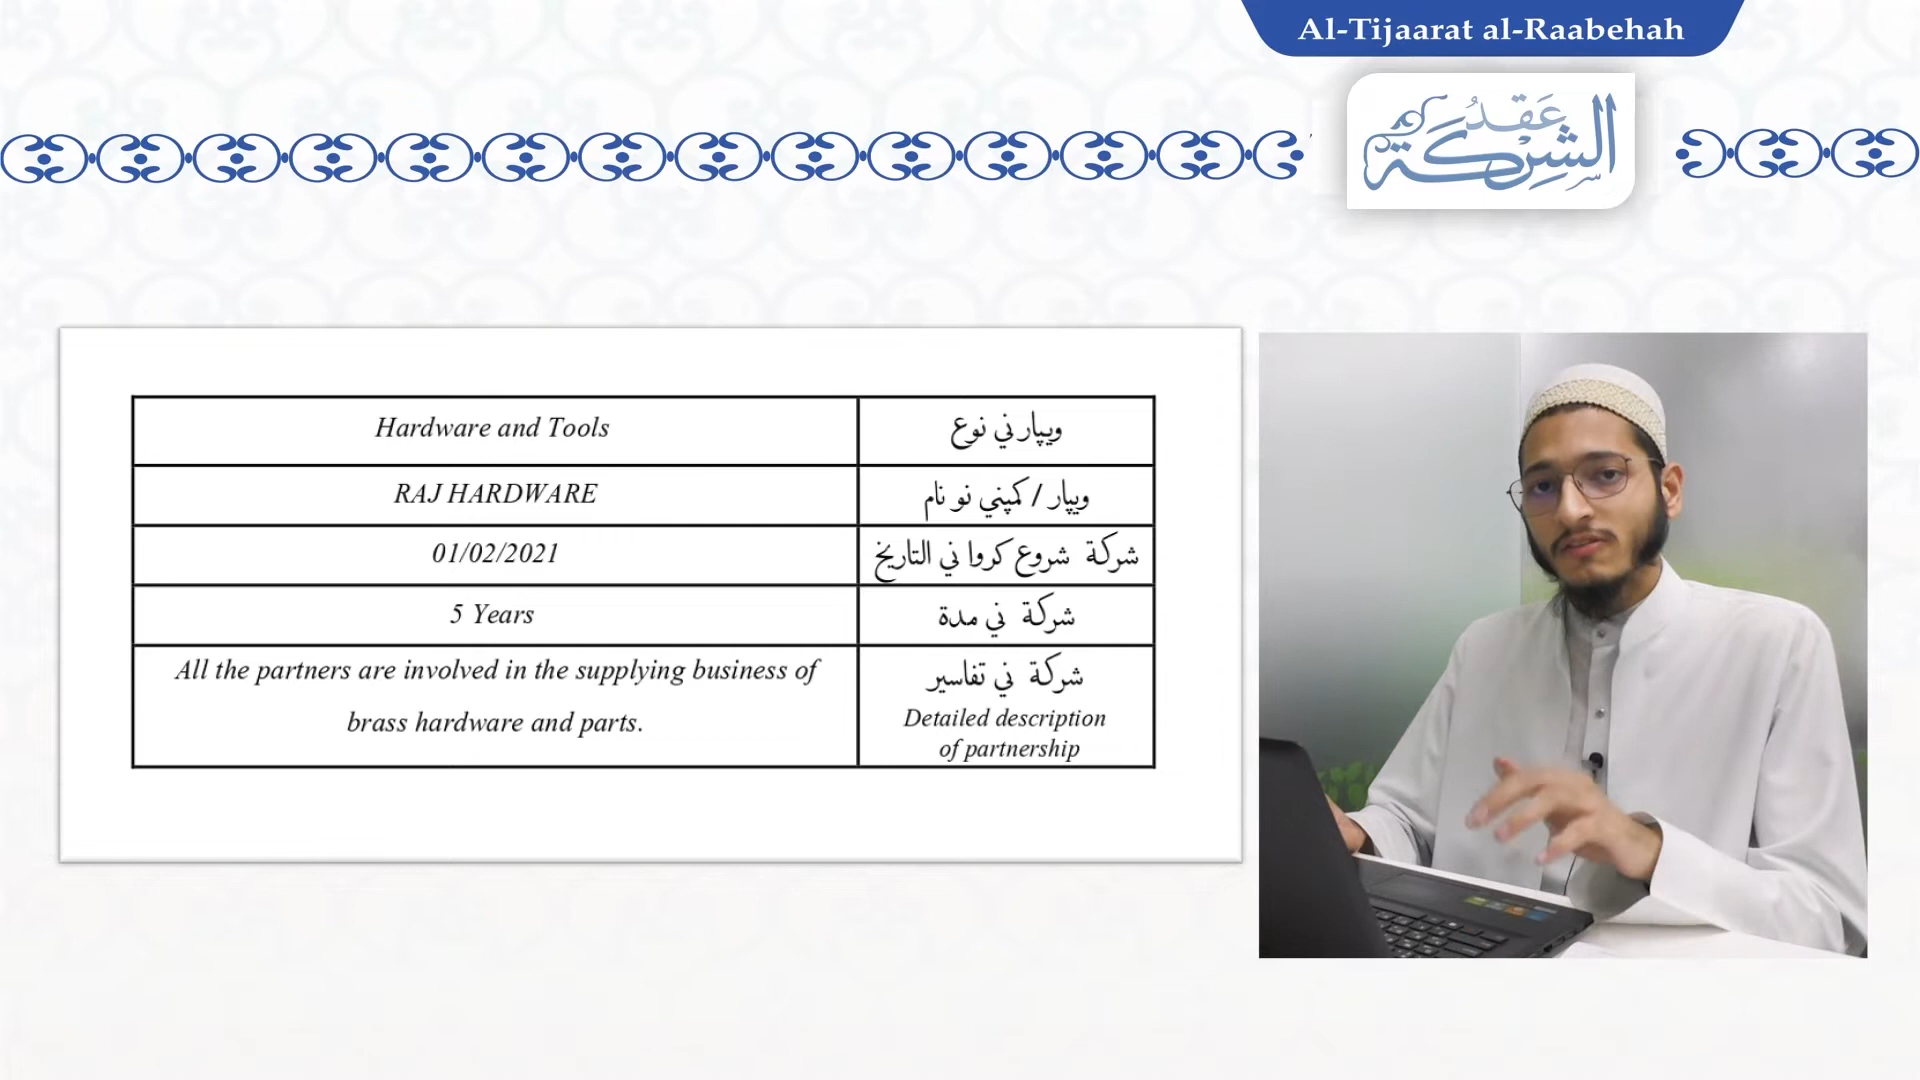 Al-Tijaarat al-Raabehah
عَقدُ
الشِرْكَة
Hardware and Tools
ويپار ني نوع
RAJ HARDWARE
ويپار / كمپني نو نام
01/02/2021
شركة شروع كروا ني التاريخ
5 Years
شركة ني مدة
All the partners are involved in the supplying business of
brass hardware and parts.
شركة ني تفاسير
Detailed description
of partnership